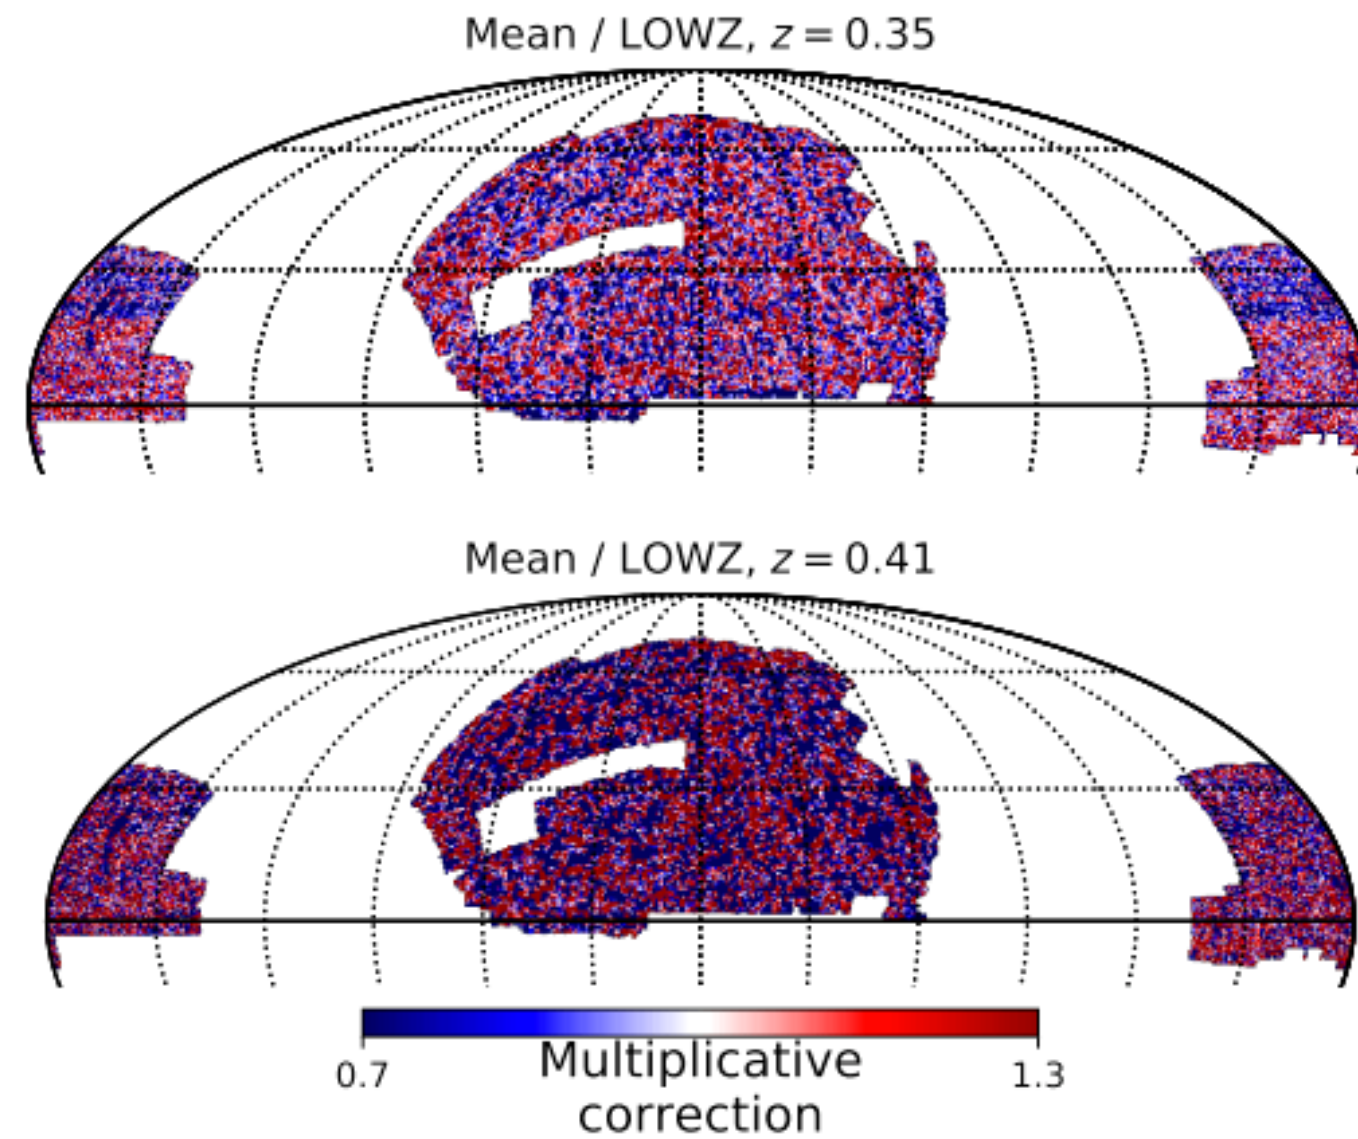 Mean / LOWZ, z = 0.35
Mean / LOWZ, z = 0.41
0.7
Multiplicative
1.3
correction